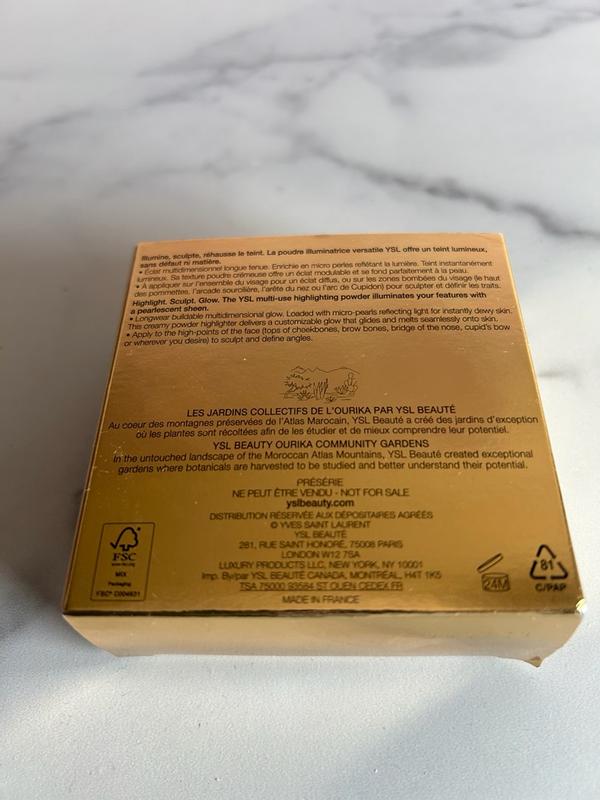 Illumine, sculpte, réhausse le teint. La poudre illuminatrice versatile YSL offre un teint lumineux,
sans défaut ni matière.
• Éclat multidimensionnel longue tenue. Enrichie en micro perles reflétant la lumière. Teint instantanément
lumineux. Sa texture poudre crémeuse offre un éclat modulable et se fond parfaitement à la peau.
• À appliquer sur l'ensemble du visage pour un éclat diffus, ou sur les zones bombées du visage (le haut
des pommettes, l'arcade sourcilière, l'arête du nez ou l'arc de Cupidon) pour sculpter et définir les traits.
Highlight. Sculpt. Glow. The YSL multi-use highlighting powder illuminates your features with
a pearlescent sheen.
• Longwear buildable multidimensional glow. Loaded with micro-pearls reflecting light for instantly dewy skin.
This creamy powder highlighter delivers a customizable glow that glides and melts seamlessly onto skin.
• Apply to the high-points of the face (tops of cheekbones, brow bones, bridge of the nose, cupid's bow
or wherever you desire) to sculpt and define angles.
LES JARDINS COLLECTIFS DE L'OURIKA PAR YSL BEAUTÉ
Au coeur des montagnes préservées de l'Atlas Marocain, YSL Beauté a créé des jardins d'exception
où les plantes sont récoltées afin de les étudier et de mieux comprendre leur potentiel.
YSL BEAUTY OURIKA COMMUNITY GARDENS
In the untouched landscape of the Moroccan Atlas Mountains, YSL Beauté created exceptional
gardens where botanicals are harvested to be studied and better understand their potential.
PRÉSÉRIE
NE PEUT ÊTRE VENDU - NOT FOR SALE
yslbeauty.com
DISTRIBUTION RÉSERVÉE AUX DÉPOSITAIRES AGRÉÉS
© YVES SAINT LAURENT
YSL BEAUTÉ
281, RUE SAINT HONORÉ, 75008 PARIS
LONDON W12 7SA
LUXURY PRODUCTS LLC, NEW YORK, NY 10001
Imp. By/par YSL BEAUTÉ CANADA, MONTRÉAL, H4T 1K5
TSA 75000 93584 ST OUEN CEDEX FR
MADE IN FRANCE
FSC
www.fsc.org
MIX
Packaging
FSC® C004631
24M
81
C/PAP